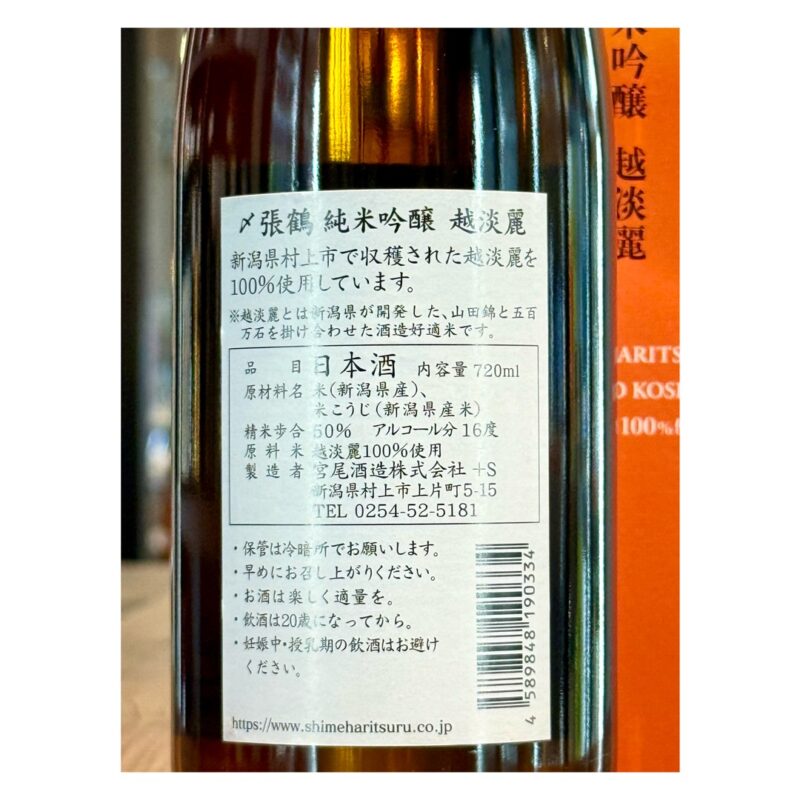 〆張鶴 純米吟醸 越淡麗
新潟県村上市で収穫された越淡麗を
100%使用しています。
※越淡麗とは新潟県が開発した、山田錦と五百
万石を掛け合わせた酒造好適米です。
品目 日本酒 内容量 720ml
原材料名 米(新潟県産)、
米こうじ(新潟県産米)
精米歩合 50% アルコール分 16度
原料米 越淡麗100%使用
製造者 宮尾酒造株式会社 +S
新潟県村上市上片町5-15
TEL 0254-52-5181
・保管は冷暗所でお願いします。
・早めにお召し上がりください。
・お酒は楽しく適量を。
・飲酒は20歳になってから。
・妊娠中・授乳期の飲酒はお避け
ください。
4 589848 190334
https://www.shimeharitsuru.co.jp
米吟醸 越淡麗
HARITS
O KOSH
100%